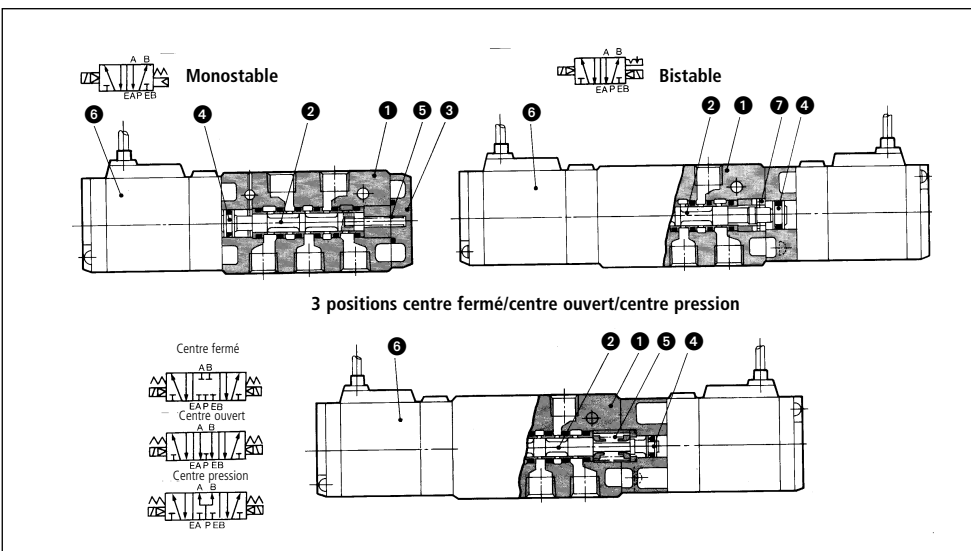 A B
Monostable
EA P EB
A B
Bistable
EA P EB
6 4 2 1 5 3
6 2 1 7 4
3 positions centre fermé/centre ouvert/centre pression
6 2 1 5 4
Centre fermé
A B
EA P EB
Centre ouvert
A B
EA P EB
Centre pression
A B
EA P EB